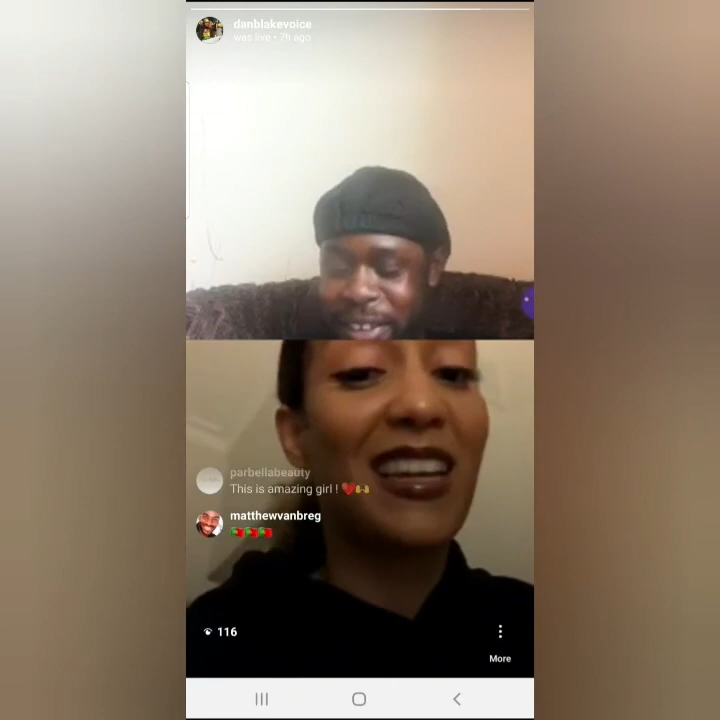 danblakevoice
was live • 7h ago
parbellabeauty
This is amazing girl !
matthewvanbreg
116
More